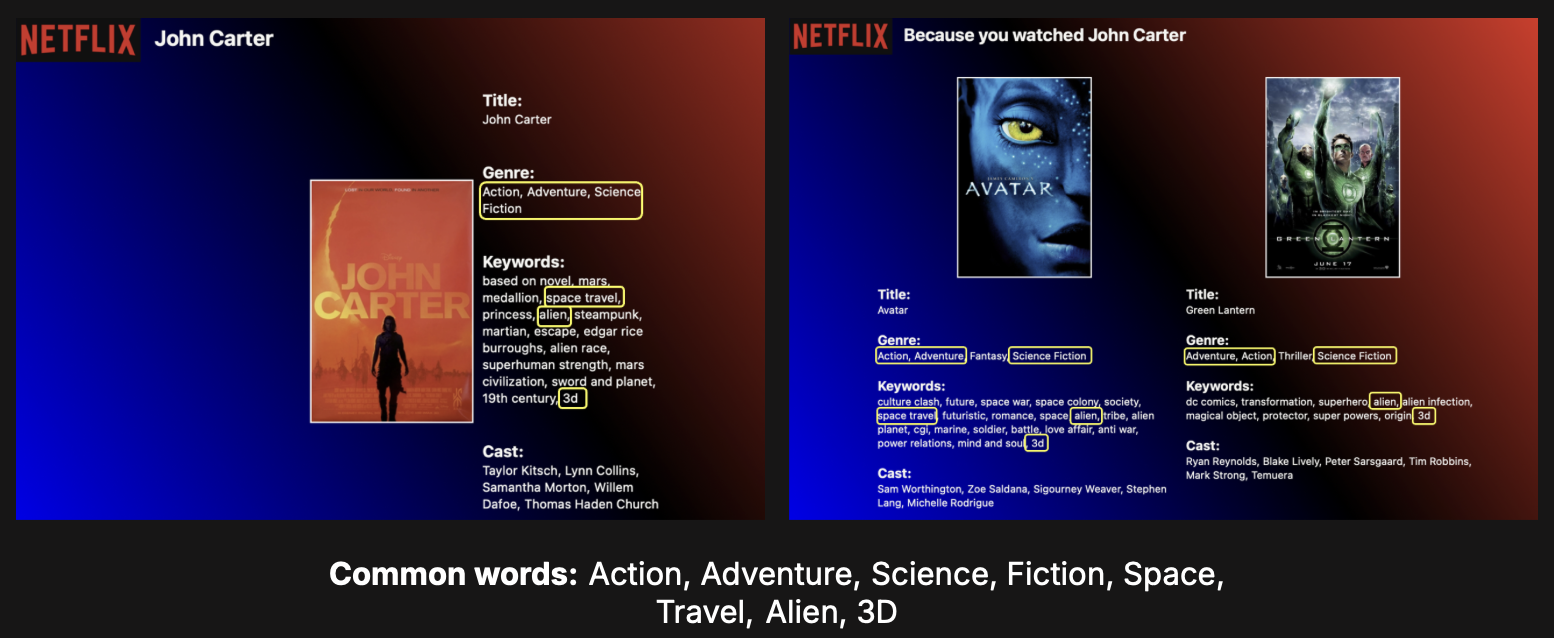 NETFLIX
John Carter
Title:
John Carter
Genre:
Action, Adventure, Science
Fiction
Keywords:
based on novel, mars,
medallion, space travel,
princess, alien, steampunk,
martian, escape, edgar rice
burroughs, alien race,
superhuman strength, mars
civilization, sword and planet,
19th century, 3d
Cast:
Taylor Kitsch, Lynn Collins,
Samantha Morton, Willem
Dafoe, Thomas Haden Church
JOHN
CARTER
NETFLIX
Because you watched John Carter
AVATAR
Title:
Avatar
Genre:
Action, Adventure, Fantasy, Science Fiction
Keywords:
culture clash, future, space war, space colony, society,
space travel, futuristic, romance, space, alien, tribe, alien
planet, cgi, marine, soldier, battle, love affair, anti war,
power relations, mind and soul, 3d
Cast:
Sam Worthington, Zoe Saldana, Sigourney Weaver, Stephen
Lang, Michelle Rodrigue
GREEN LANTERN
JUNE 17
Title:
Green Lantern
Genre:
Adventure, Action, Thriller, Science Fiction
Keywords:
dc comics, transformation, superhero, alien, alien infection,
magical object, protector, super powers, origin, 3d
Cast:
Ryan Reynolds, Blake Lively, Peter Sarsgaard, Tim Robbins,
Mark Strong, Temuera
Common words: Action, Adventure, Science, Fiction, Space,
Travel, Alien, 3D